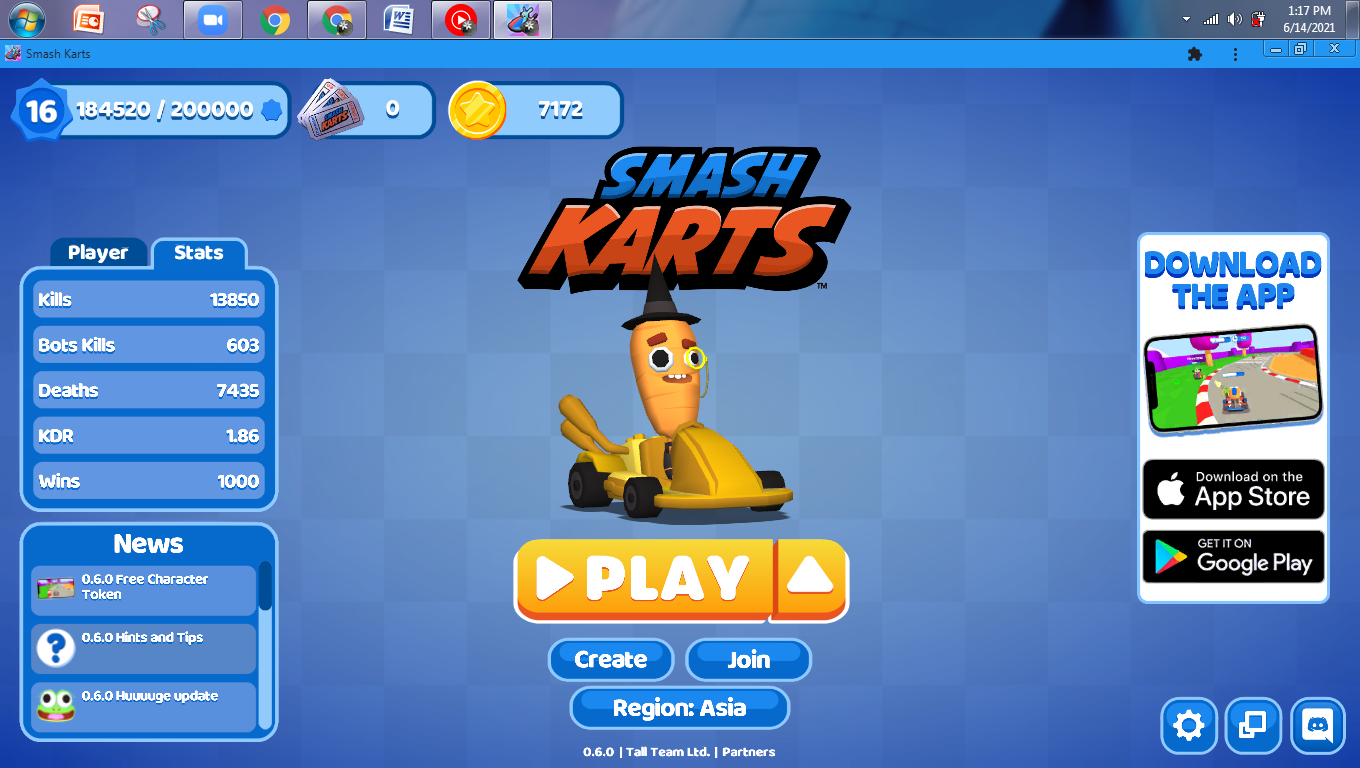 1:17 PM
6/14/2021
Smash Karts
16
184520 / 200000
0
7172
SMASH
KARTS
TM
Player
Stats
Kills 13850
Bots Kills 603
Deaths 7435
KDR 1.86
Wins 1000
News
0.6.0 Free Character
Token
0.6.0 Hints and Tips
0.6.0 Huuuuge update
PLAY
Create
Join
Region: Asia
0.6.0 | Tall Team Ltd. | Partners
DOWNLOAD
THE APP
Download on the
App Store
GET IT ON
Google Play